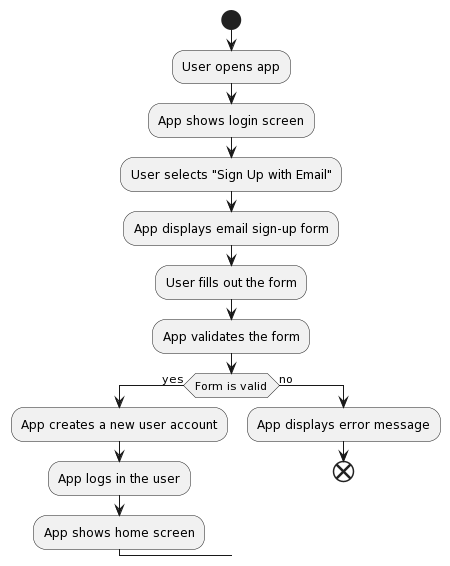 User opens app
App shows login screen
User selects "Sign Up with Email"
App displays email sign-up form
User fills out the form
App validates the form
yes
Form is valid
no
App creates a new user account
App displays error message
App logs in the user
App shows home screen